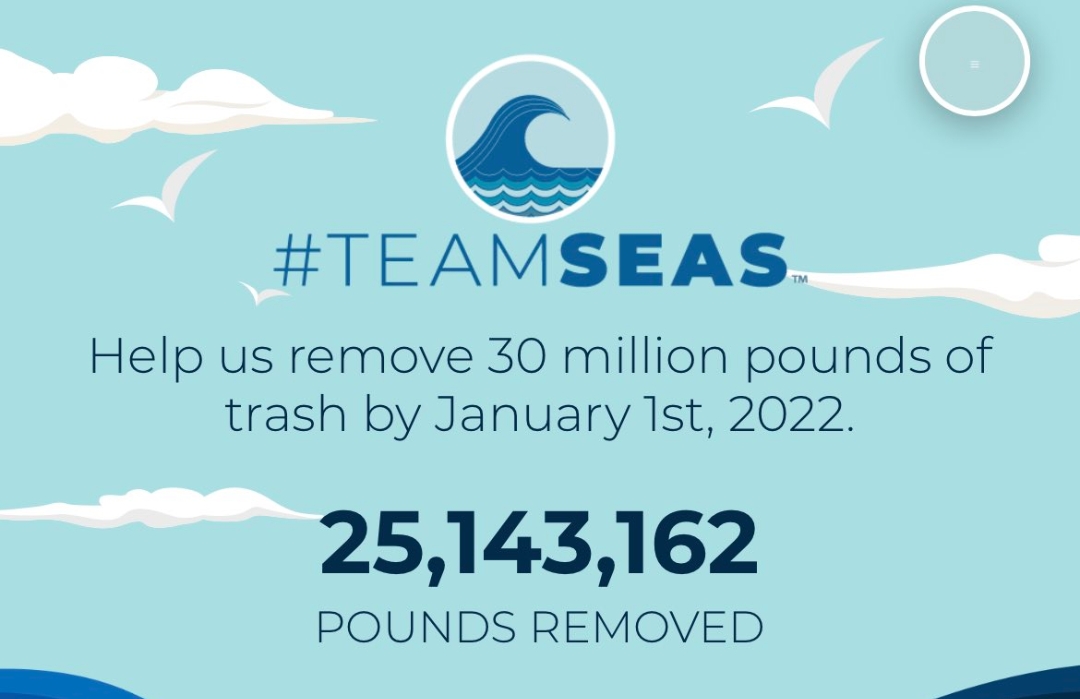 #TEAMSEAS™
Help us remove 30 million pounds of
trash by January 1st, 2022.
25,143,162
POUNDS REMOVED